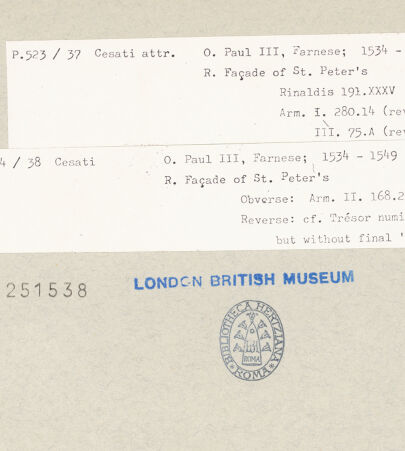 P.523 / 37 Cesati attr. O. Paul III, Farnese; 1534 -
R. Façade of St. Peter's
Rinaldis 191.XXXV
Arm. I. 280.14 (rev
III. 75.A (rev
4 / 38 Cesati O. Paul III, Farnese; 1534 - 1549
R. Façade of St. Peter's
Obverse: Arm. II. 168.2
Reverse: cf. Trésor numi
but without final '
251538
LONDON BRITISH MUSEUM
BIBLIOTHECA HERTZIANA
ROMA
ROMA